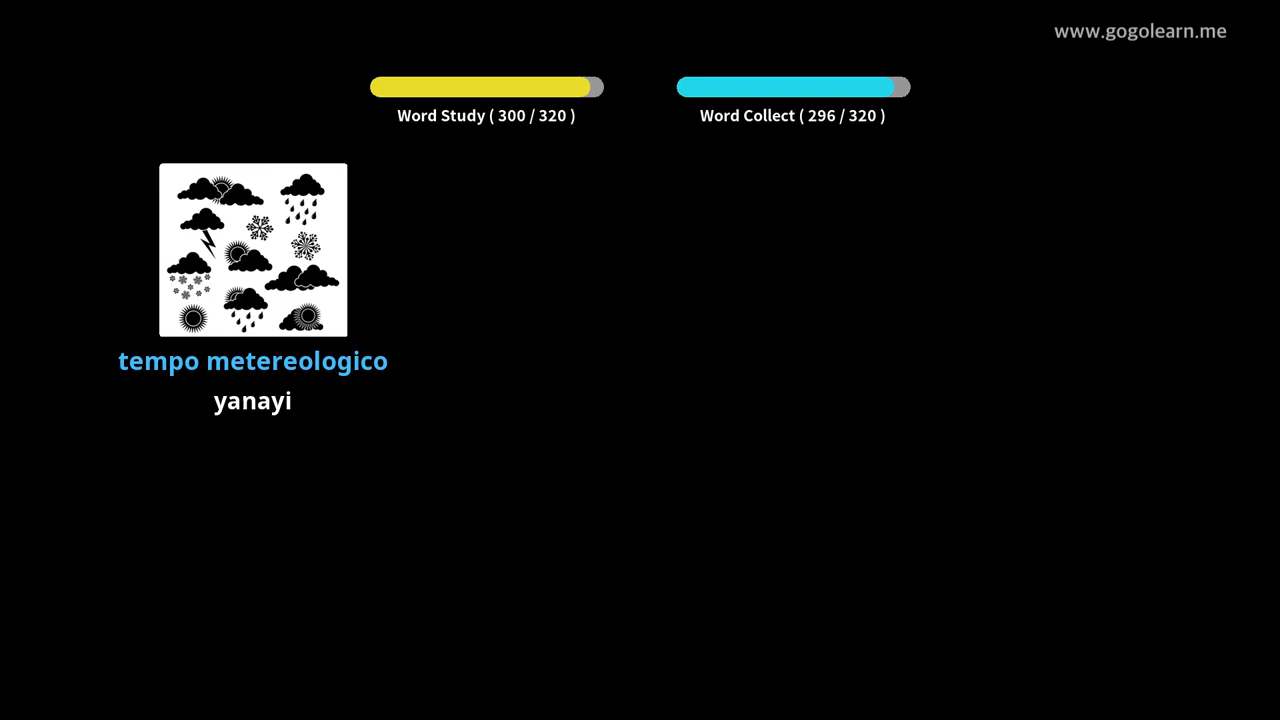 www.gogolearn.me
Word Study ( 300 / 320 )
Word Collect ( 296 / 320 )
tempo metereologico
yanayi